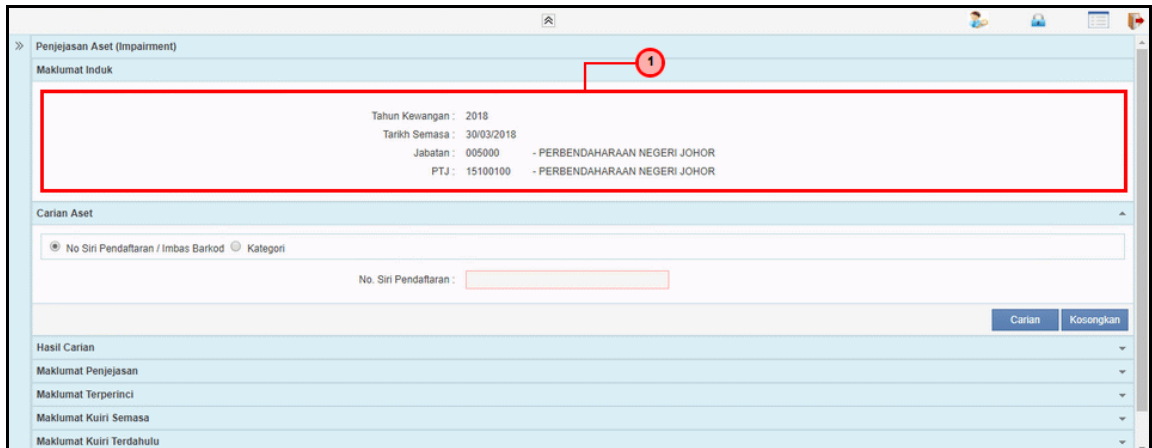 Penjejasan Aset (Impairment)
Maklumat Induk
1
Tahun Kewangan : 2018
Tarikh Semasa : 30/03/2018
Jabatan : 005000 - PERBENDAHARAAN NEGERI JOHOR
PTJ : 15100100 - PERBENDAHARAAN NEGERI JOHOR
Carian Aset
No Siri Pendaftaran / Imbas Barkod Kategori
No. Siri Pendaftaran :
Carian Kosongkan
Hasil Carian
Maklumat Penjejasan
Maklumat Terperinci
Maklumat Kuiri Semasa
Maklumat Kuiri Terdahulu